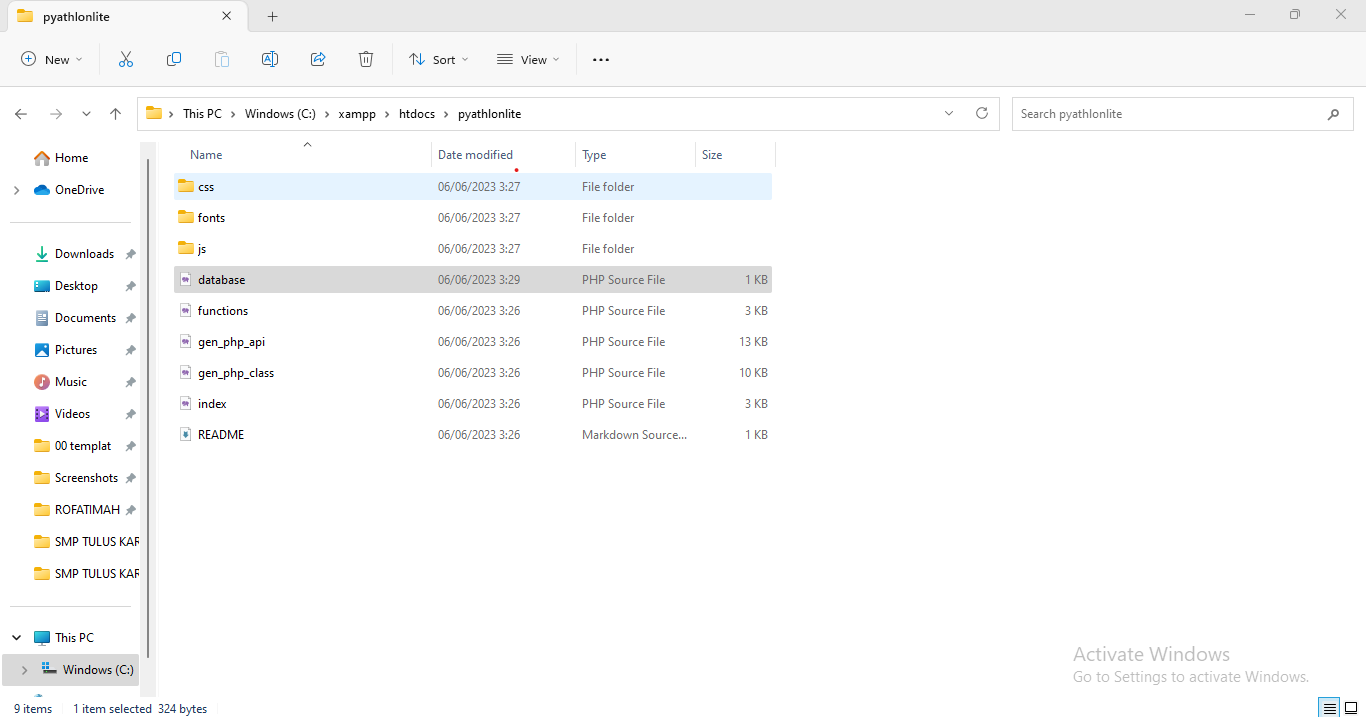 pyathlonlite
New
Sort
View
This PC
Windows (C:)
xampp
htdocs
pyathlonlite
Search pyathlonlite
Home
OneDrive
Downloads
Desktop
Documents
Pictures
Music
Videos
00 templat
Screenshots
ROFATIMAH
SMP TULUS KAR
SMP TULUS KAR
This PC
Windows (C:)
Name Date modified Type Size
css 06/06/2023 3:27 File folder
fonts 06/06/2023 3:27 File folder
js 06/06/2023 3:27 File folder
database 06/06/2023 3:29 PHP Source File 1 KB
functions 06/06/2023 3:26 PHP Source File 3 KB
gen_php_api 06/06/2023 3:26 PHP Source File 13 KB
gen_php_class 06/06/2023 3:26 PHP Source File 10 KB
index 06/06/2023 3:26 PHP Source File 3 KB
README 06/06/2023 3:26 Markdown Source... 1 KB
Activate Windows
Go to Settings to activate Windows.
9 items 1 item selected 324 bytes